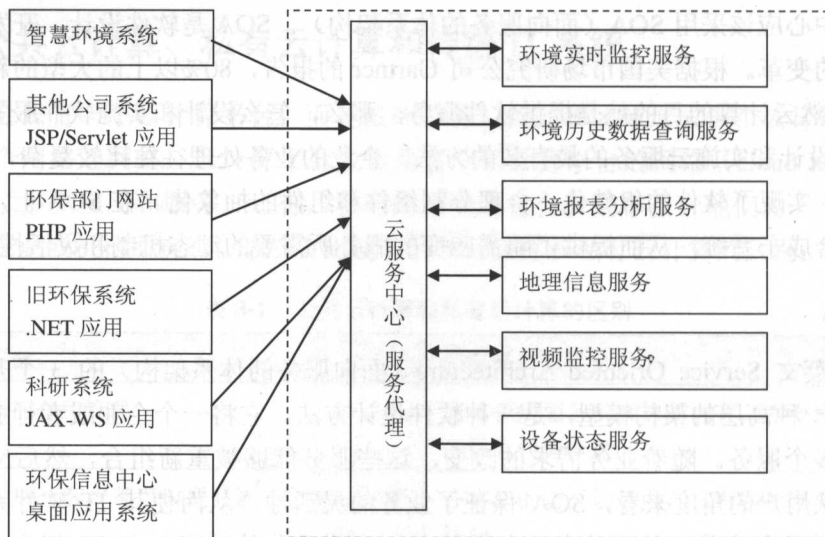 智慧环境系统
其他公司系统
JSP/Servlet 应用
环保部门网站
PHP 应用
旧环保系统
.NET 应用
科研系统
JAX-WS 应用
环保信息中心
桌面应用系统
云服务中心（服务代理）
环境实时监控服务
环境历史数据查询服务
环境报表分析服务
地理信息服务
视频监控服务
设备状态服务